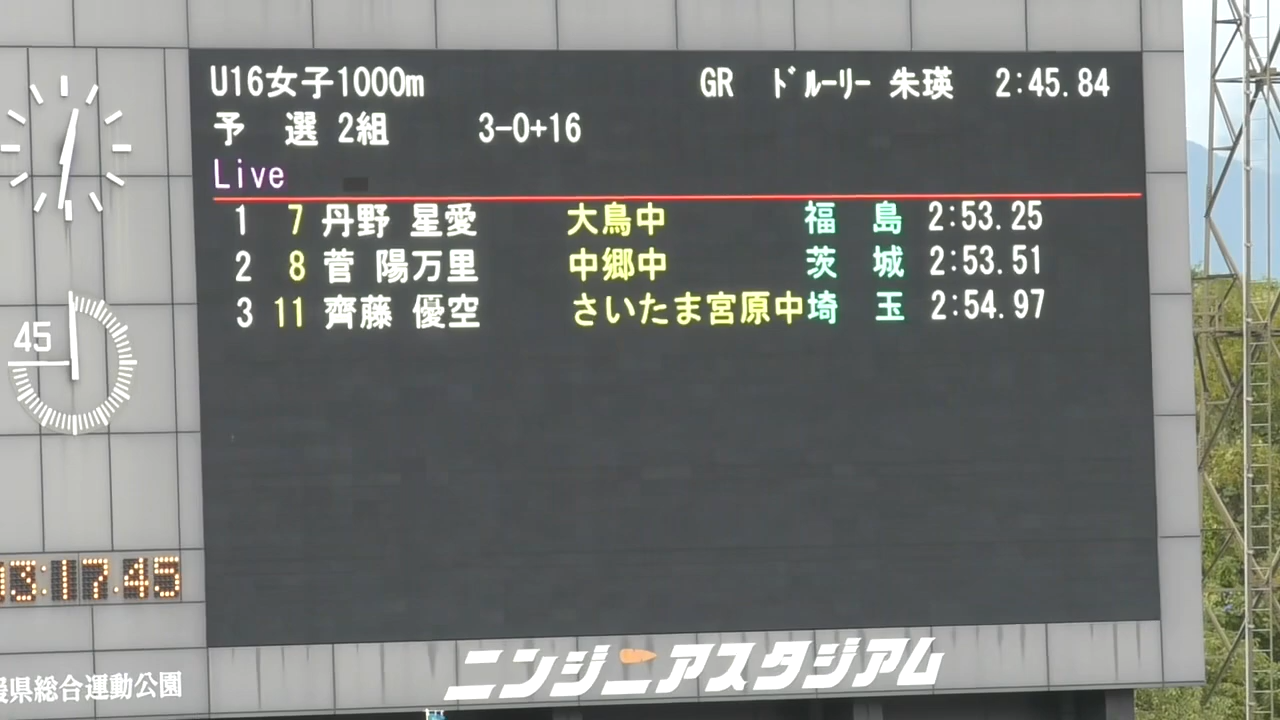 U16女子1000m GR ﾄﾞﾙｰﾘｰ 朱瑛 2:45.84
予 選 2組 3-0+16
Live
1 7 丹野 星愛 大鳥中 福 島 2:53.25
2 8 菅 陽万里 中郷中 茨 城 2:53.51
3 11 齊藤 優空 さいたま宮原中 埼 玉 2:54.97
45
3:17.45
ニンジニアスタジアム
県総合運動公園